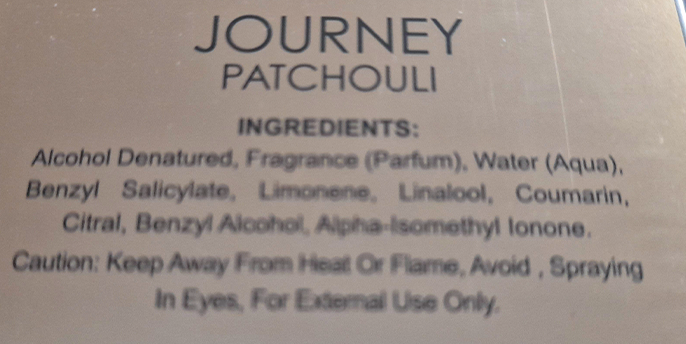 JOURNEY
PATCHOULI
INGREDIENTS:
Alcohol Denatured, Fragrance (Parfum), Water (Aqua),
Benzyl Salicylate, Limonene, Linalool, Coumarin,
Citral, Benzyl Alcohol, Alpha-Isomethyl Ionone.
Caution: Keep Away From Heat Or Flame, Avoid , Spraying
In Eyes, For External Use Only.